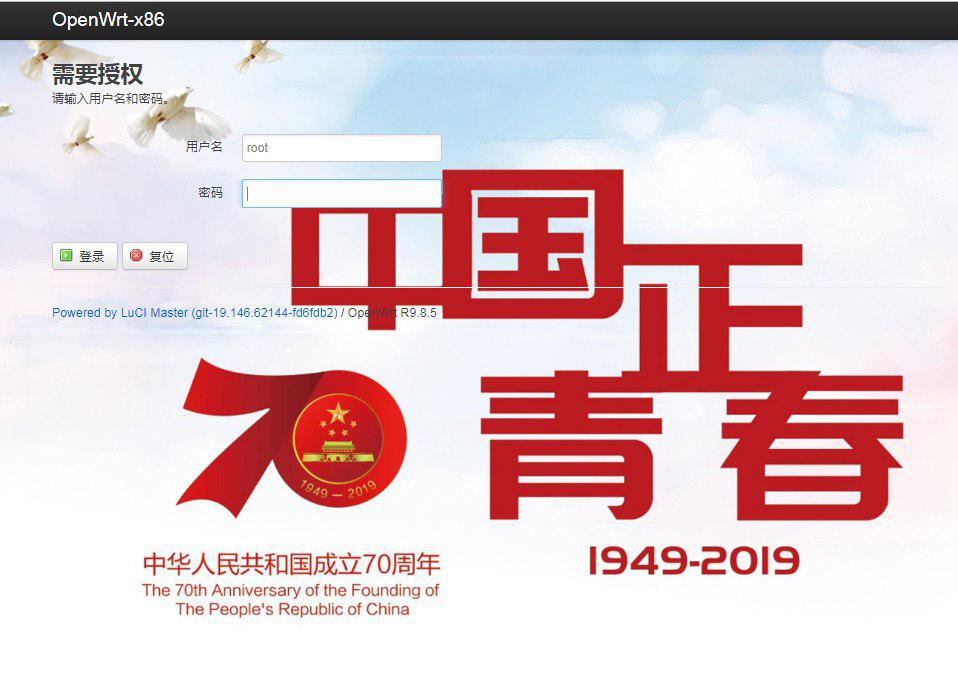 OpenWrt-x86
需要授权
请输入用户名和密码。
用户名
root
密码
登录
复位
Powered by LuCI Master (git-19.146.62144-fd6fdb2) / OpenWrt R9.8.5
中国正
青春
70
1949 — 2019
中华人民共和国成立70周年
The 70th Anniversary of the Founding of
The People's Republic of China
1949-2019